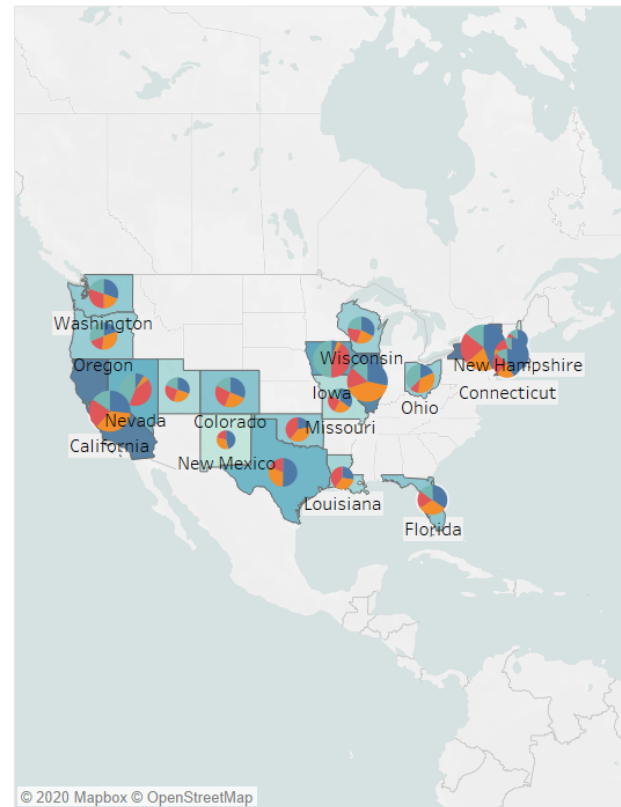 Washington
Oregon
Wisconsin
New Hampshire
Iowa
Connecticut
Nevada
Colorado
Missouri
Ohio
California
New Mexico
Louisiana
Florida
© 2020 Mapbox © OpenStreetMap